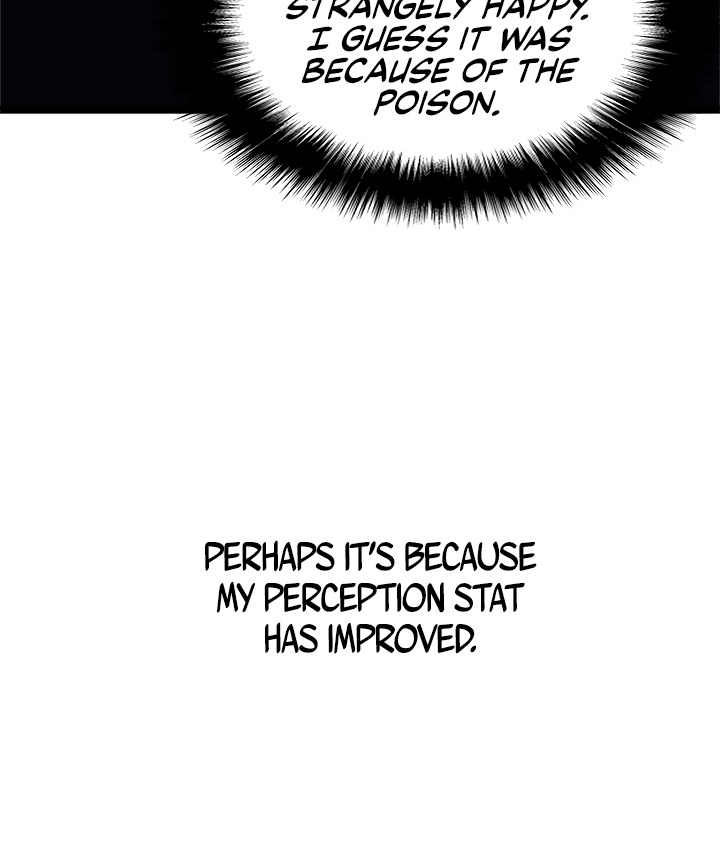 STRANGELY HAPPY.
I GUESS IT WAS
BECAUSE OF THE
POISON.
PERHAPS IT'S BECAUSE
MY PERCEPTION STAT
HAS IMPROVED.